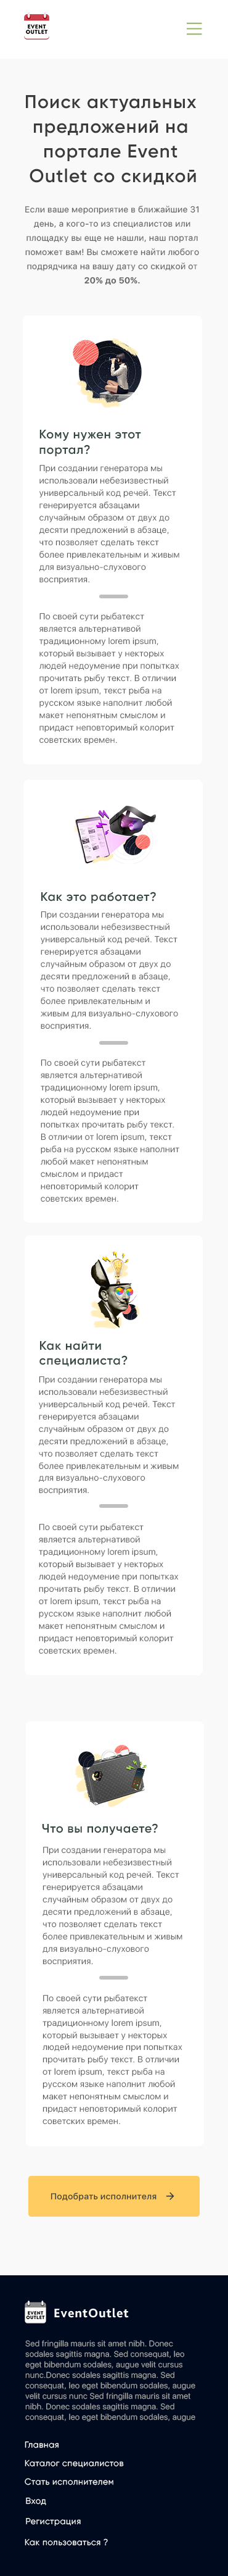 EVENT
OUTLET
Поиск актуальных
предложений на
портале Event
Outlet со скидкой
Если ваше мероприятие в ближайшие 31
день, а кого-то из специалистов или
площадку вы еще не нашли, наш портал
поможет вам! Вы сможете найти любого
подрядчика на вашу дату со скидкой от
20% до 50%.
Кому нужен этот
портал?
При создании генератора мы
использовали небезизвестный
универсальный код речей. Текст
генерируется абзацами
случайным образом от двух до
десяти предложений в абзаце,
что позволяет сделать текст
более привлекательным и живым
для визуально-слухового
восприятия.
По своей сути рыбатекст
является альтернативой
традиционному lorem ipsum,
который вызывает у некторых
людей недоумение при попытках
прочитать рыбу текст. В отличии
от lorem ipsum, текст рыба на
русском языке наполнит любой
макет непонятным смыслом и
придаст неповторимый колорит
советских времен.
Как это работает?
При создании генератора мы
использовали небезизвестный
универсальный код речей. Текст
генерируется абзацами
случайным образом от двух до
десяти предложений в абзаце,
что позволяет сделать текст
более привлекательным и
живым для визуально-слухового
восприятия.
По своей сути рыбатекст
является альтернативой
традиционному lorem ipsum,
который вызывает у некторых
людей недоумение при
попытках прочитать рыбу текст.
В отличии от lorem ipsum, текст
рыба на русском языке наполнит
любой макет непонятным
смыслом и придаст
неповторимый колорит
советских времен.
Как найти
специалиста?
При создании генератора мы
использовали небезизвестный
универсальный код речей. Текст
генерируется абзацами
случайным образом от двух до
десяти предложений в абзаце,
что позволяет сделать текст
более привлекательным и живым
для визуально-слухового
восприятия.
По своей сути рыбатекст
является альтернативой
традиционному lorem ipsum,
который вызывает у некторых
людей недоумение при попытках
прочитать рыбу текст. В отличии
от lorem ipsum, текст рыба на
русском языке наполнит любой
макет непонятным смыслом и
придаст неповторимый колорит
советских времен.
Что вы получаете?
При создании генератора мы
использовали небезизвестный
универсальный код речей. Текст
генерируется абзацами
случайным образом от двух до
десяти предложений в абзаце,
что позволяет сделать текст
более привлекательным и живым
для визуально-слухового
восприятия.
По своей сути рыбатекст
является альтернативой
традиционному lorem ipsum,
который вызывает у некторых
людей недоумение при попытках
прочитать рыбу текст. В отличии
от lorem ipsum, текст рыба на
русском языке наполнит любой
макет непонятным смыслом и
придаст неповторимый колорит
советских времен.
Подобрать исполнителя
EVENT
OUTLET
EventOutlet
Sed fringilla mauris sit amet nibh. Donec
sodales sagittis magna. Sed consequat, leo
eget bibendum sodales, augue velit cursus
nunc.Donec sodales sagittis magna. Sed
consequat, leo eget bibendum sodales, augue
velit cursus nunc Sed fringilla mauris sit amet
nibh. Donec sodales sagittis magna. Sed
consequat, leo eget bibendum sodales, augue
Главная
Каталог специалистов
Стать исполнителем
Вход
Регистрация
Как пользоваться ?